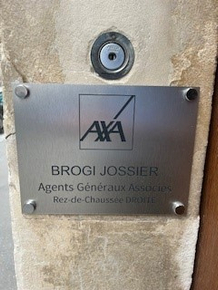 AXA
BROGI JOSSIER
Agents Généraux Associés
Rez-de-Chaussée DROITE